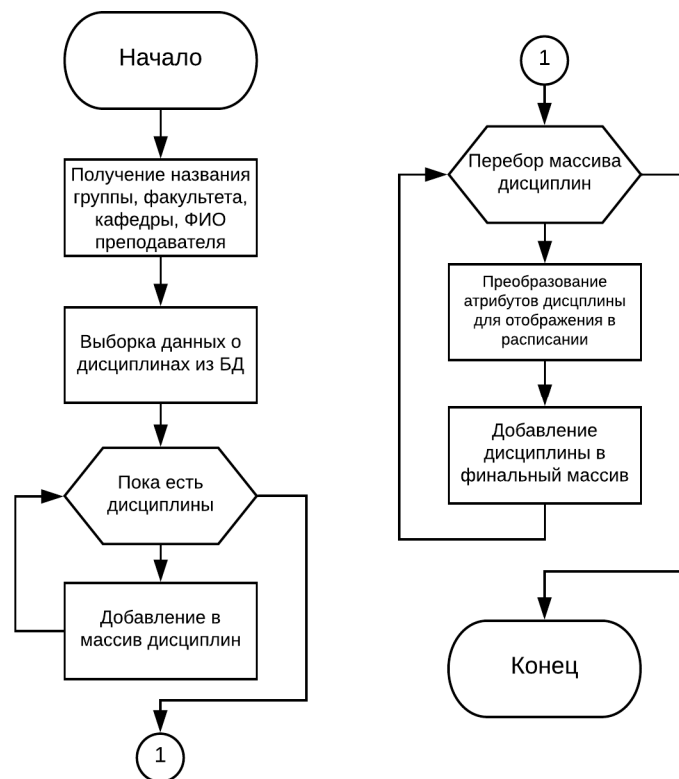 Начало
Получение названия
группы, факультета,
кафедры, ФИО
преподавателя
Выборка данных о
дисциплинах из БД
Пока есть
дисциплины
Добавление в
массив дисциплин
1
1
Перебор массива
дисциплин
Преобразование
атрибутов дисцплины
для отображения в
расписании
Добавление
дисциплины в
финальный массив
Конец